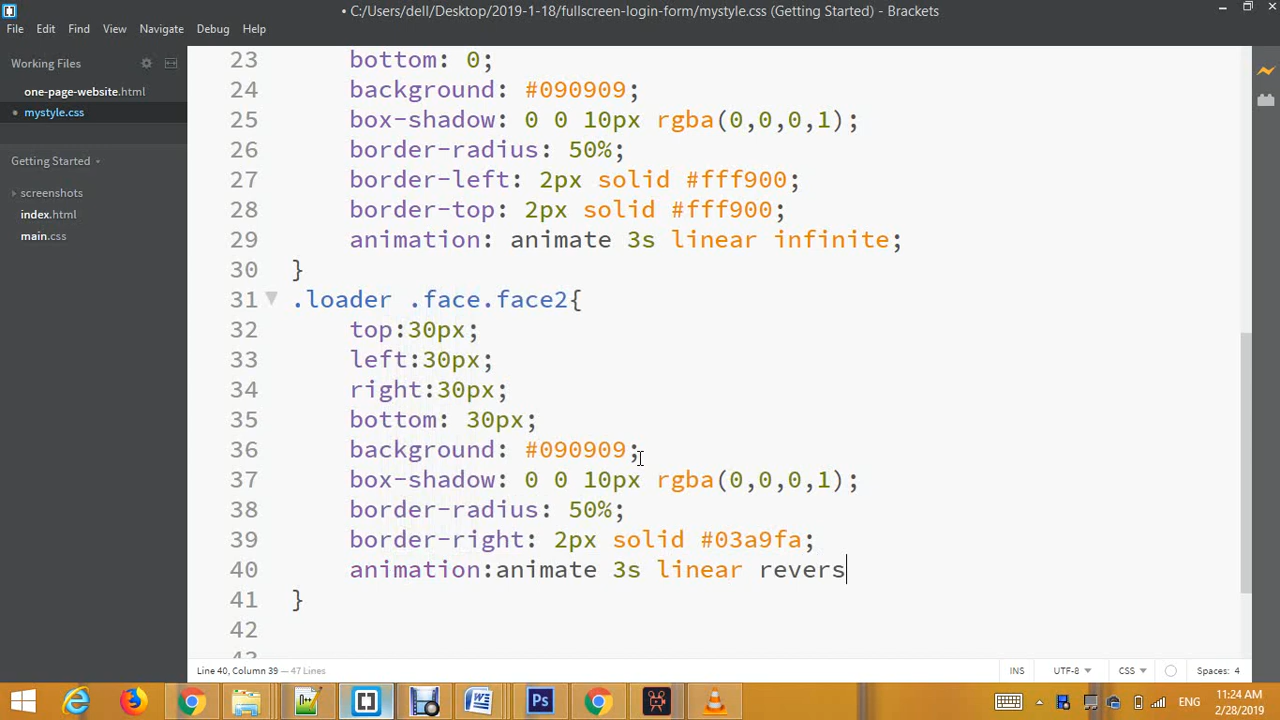 • C:/Users/dell/Desktop/2019-1-18/fullscreen-login-form/mystyle.css (Getting Started) - Brackets
File Edit Find View Navigate Debug Help
Working Files
one-page-website.html
mystyle.css
Getting Started
screenshots
index.html
main.css
23 bottom: 0;
24 background: #090909;
25 box-shadow: 0 0 10px rgba(0,0,0,1);
26 border-radius: 50%;
27 border-left: 2px solid #fff900;
28 border-top: 2px solid #fff900;
29 animation: animate 3s linear infinite;
30 }
31 .loader .face.face2{
32 top:30px;
33 left:30px;
34 right:30px;
35 bottom: 30px;
36 background: #090909;
37 box-shadow: 0 0 10px rgba(0,0,0,1);
38 border-radius: 50%;
39 border-right: 2px solid #03a9fa;
40 animation:animate 3s linear revers
41 }
42
43
Line 40, Column 39 — 47 Lines INS UTF-8 CSS Spaces: 4
ENG 11:24 AM
2/28/2019